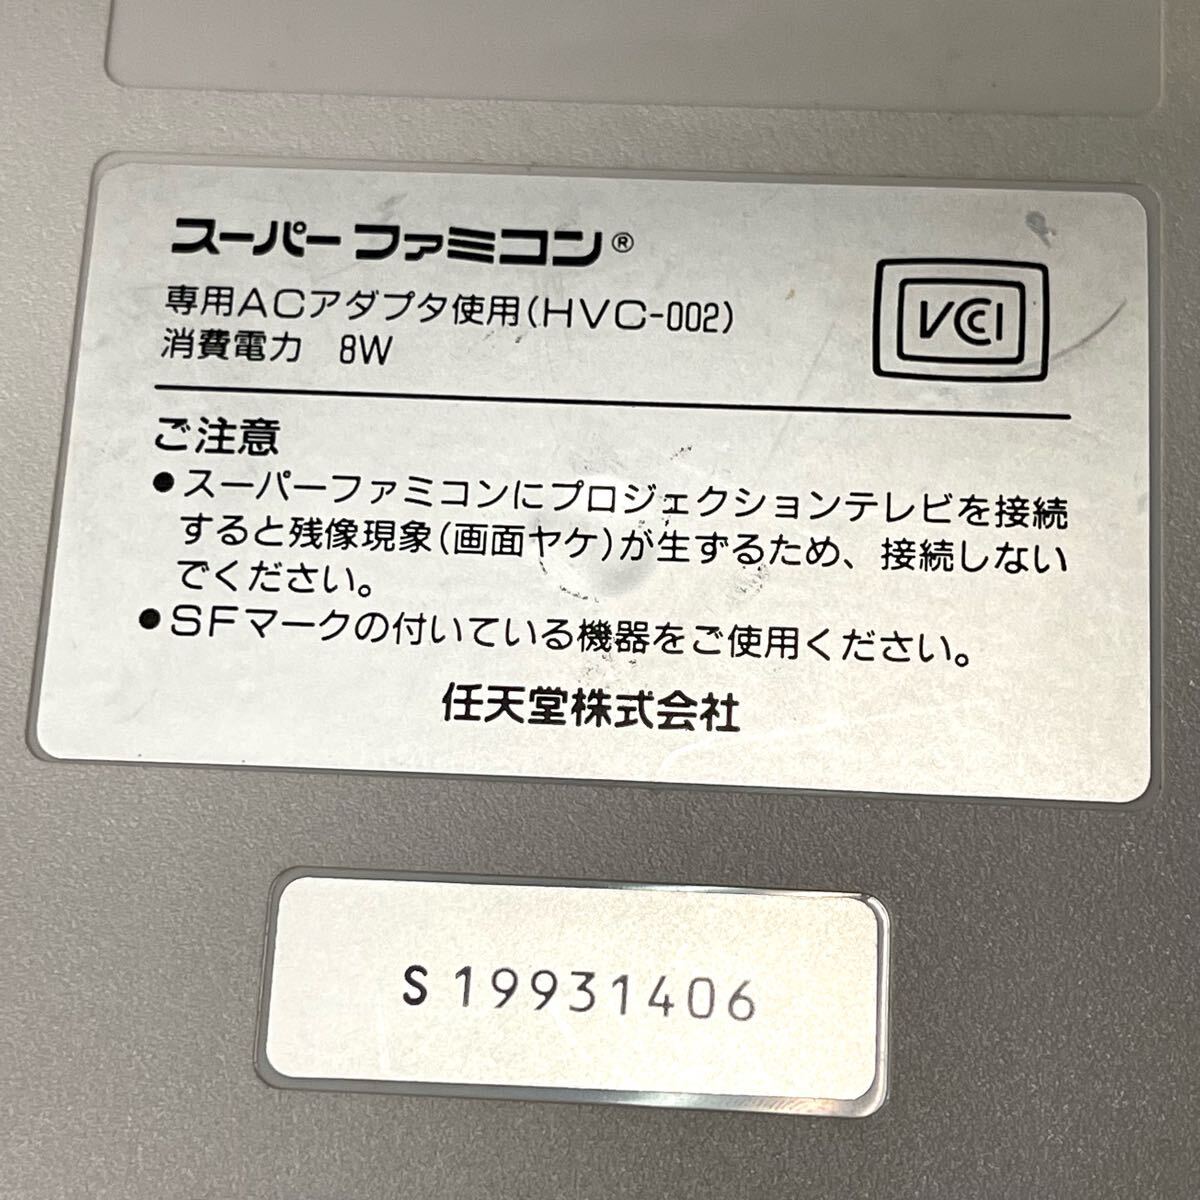 スーパーファミコン®
専用ACアダプタ使用(HVC-002)
消費電力 8W
VCCI
ご注意
●スーパーファミコンにプロジェクションテレビを接続
すると残像現象(画面ヤケ)が生ずるため、接続しない
でください。
●SFマークの付いている機器をご使用ください。
任天堂株式会社
S 19931406